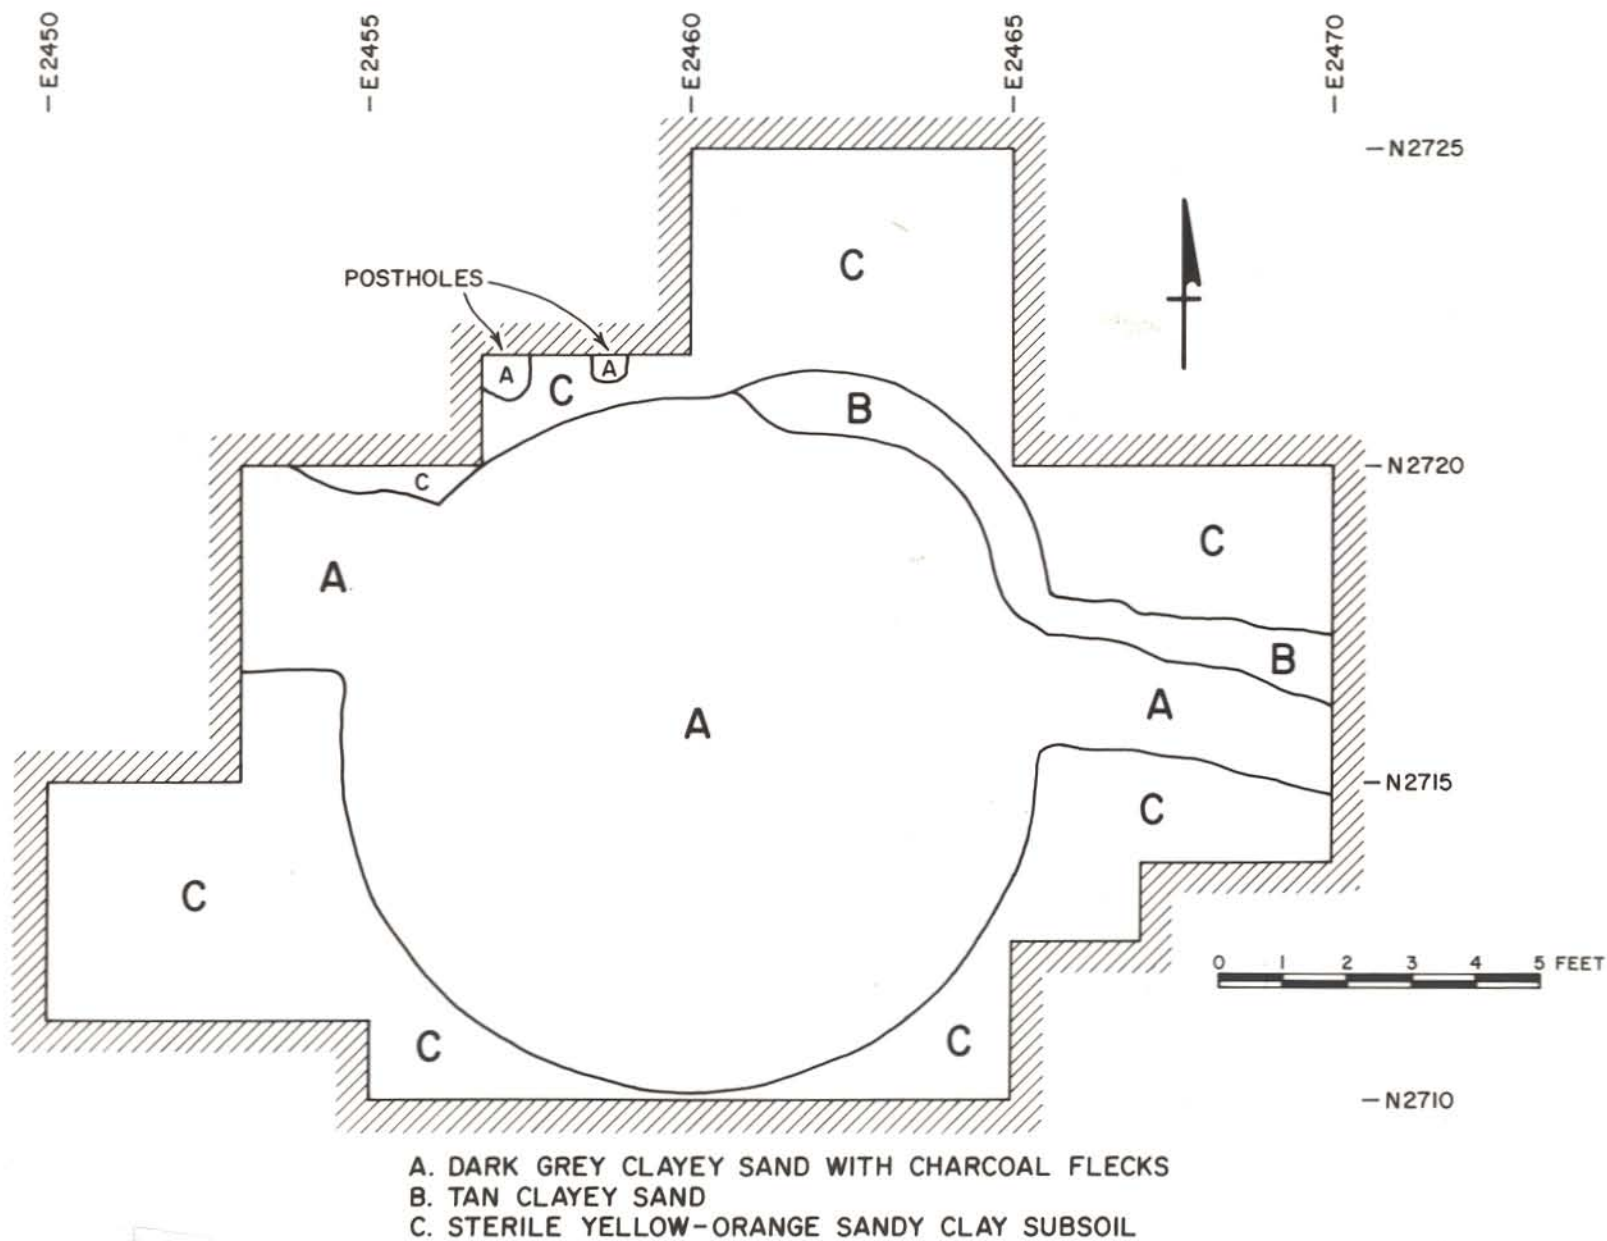 E2450
E2455
E2460
E2465
E2470
N2725
C
POSTHOLES
A
A
C
B
N2720
C
C
A
B
A
A
N2715
C
C
0 1 2 3 4 5 FEET
C
C
N2710
A. DARK GREY CLAYEY SAND WITH CHARCOAL FLECKS
B. TAN CLAYEY SAND
C. STERILE YELLOW-ORANGE SANDY CLAY SUBSOIL